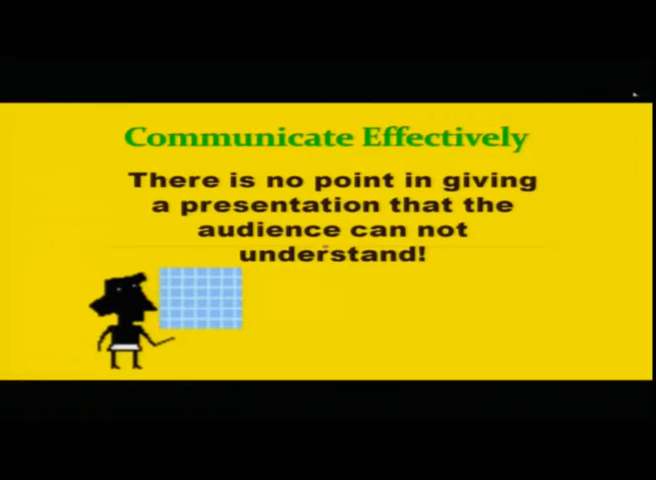 Communicate Effectively
There is no point in giving
a presentation that the
audience can not
understand!